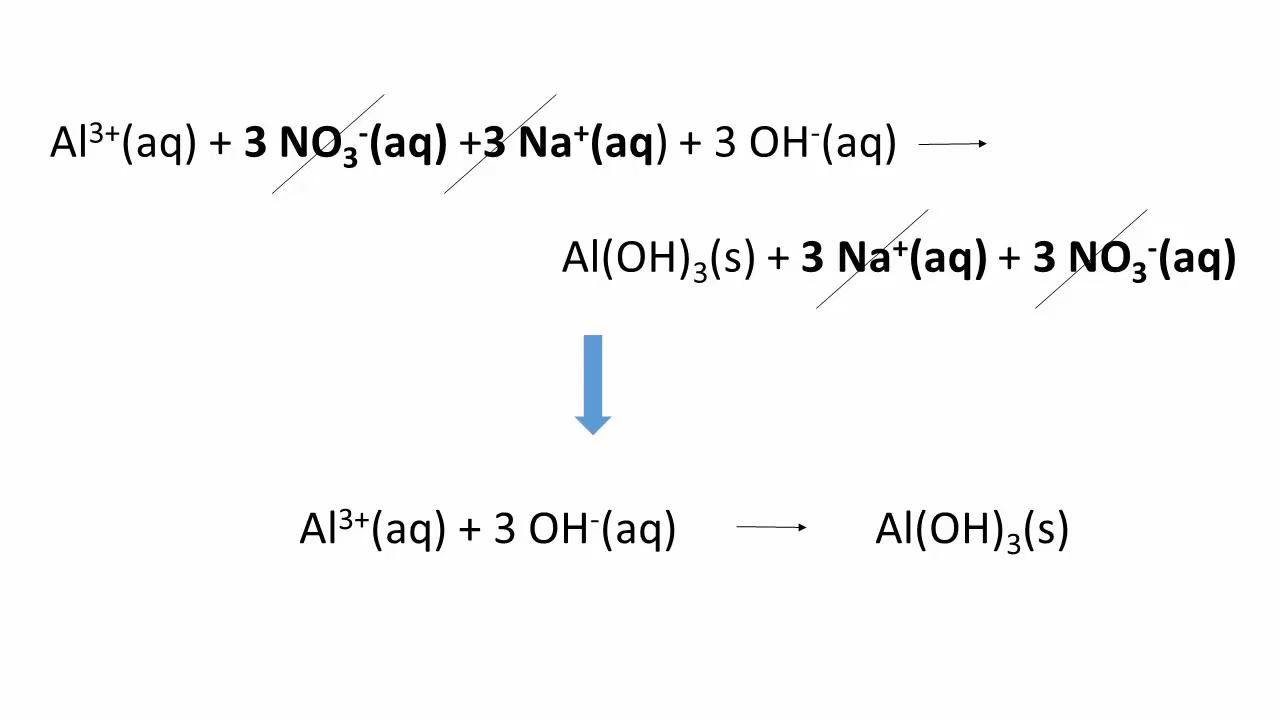 Al³⁺(aq) + 3 NO₃⁻(aq) +3 Na⁺(aq) + 3 OH⁻(aq) →
Al(OH)₃(s) + 3 Na⁺(aq) + 3 NO₃⁻(aq)
Al³⁺(aq) + 3 OH⁻(aq) → Al(OH)₃(s)